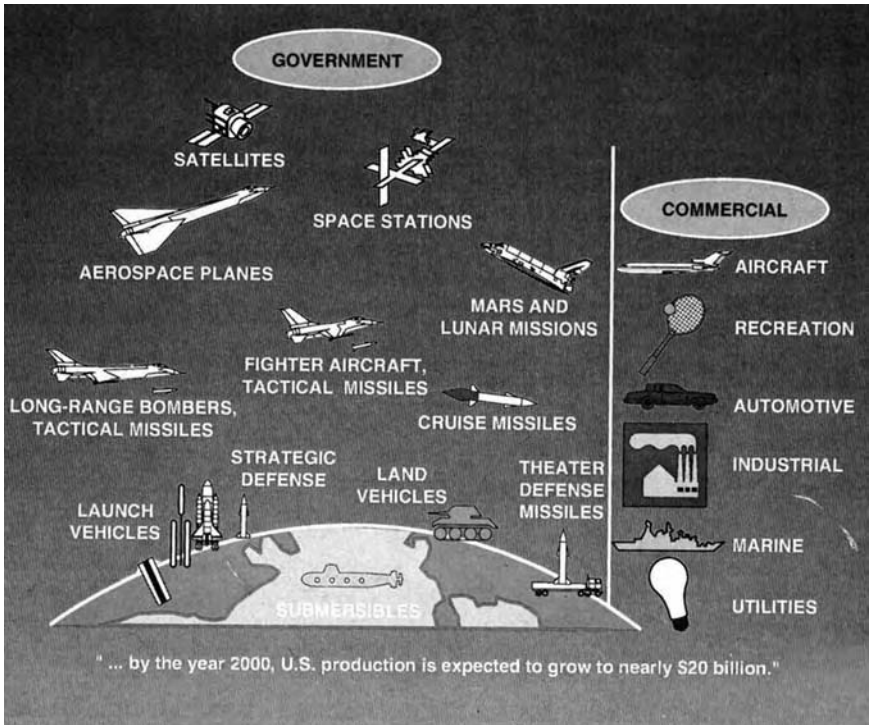 GOVERNMENT
SATELLITES
SPACE STATIONS
AEROSPACE PLANES
MARS AND
LUNAR MISSIONS
FIGHTER AIRCRAFT,
TACTICAL MISSILES
LONG-RANGE BOMBERS,
TACTICAL MISSILES
CRUISE MISSILES
STRATEGIC
DEFENSE
LAND
VEHICLES
THEATER
DEFENSE
MISSILES
LAUNCH
VEHICLES
SUBMERSIBLES
COMMERCIAL
AIRCRAFT
RECREATION
AUTOMOTIVE
INDUSTRIAL
MARINE
UTILITIES
" ... by the year 2000, U.S. production is expected to grow to nearly $20 billion."